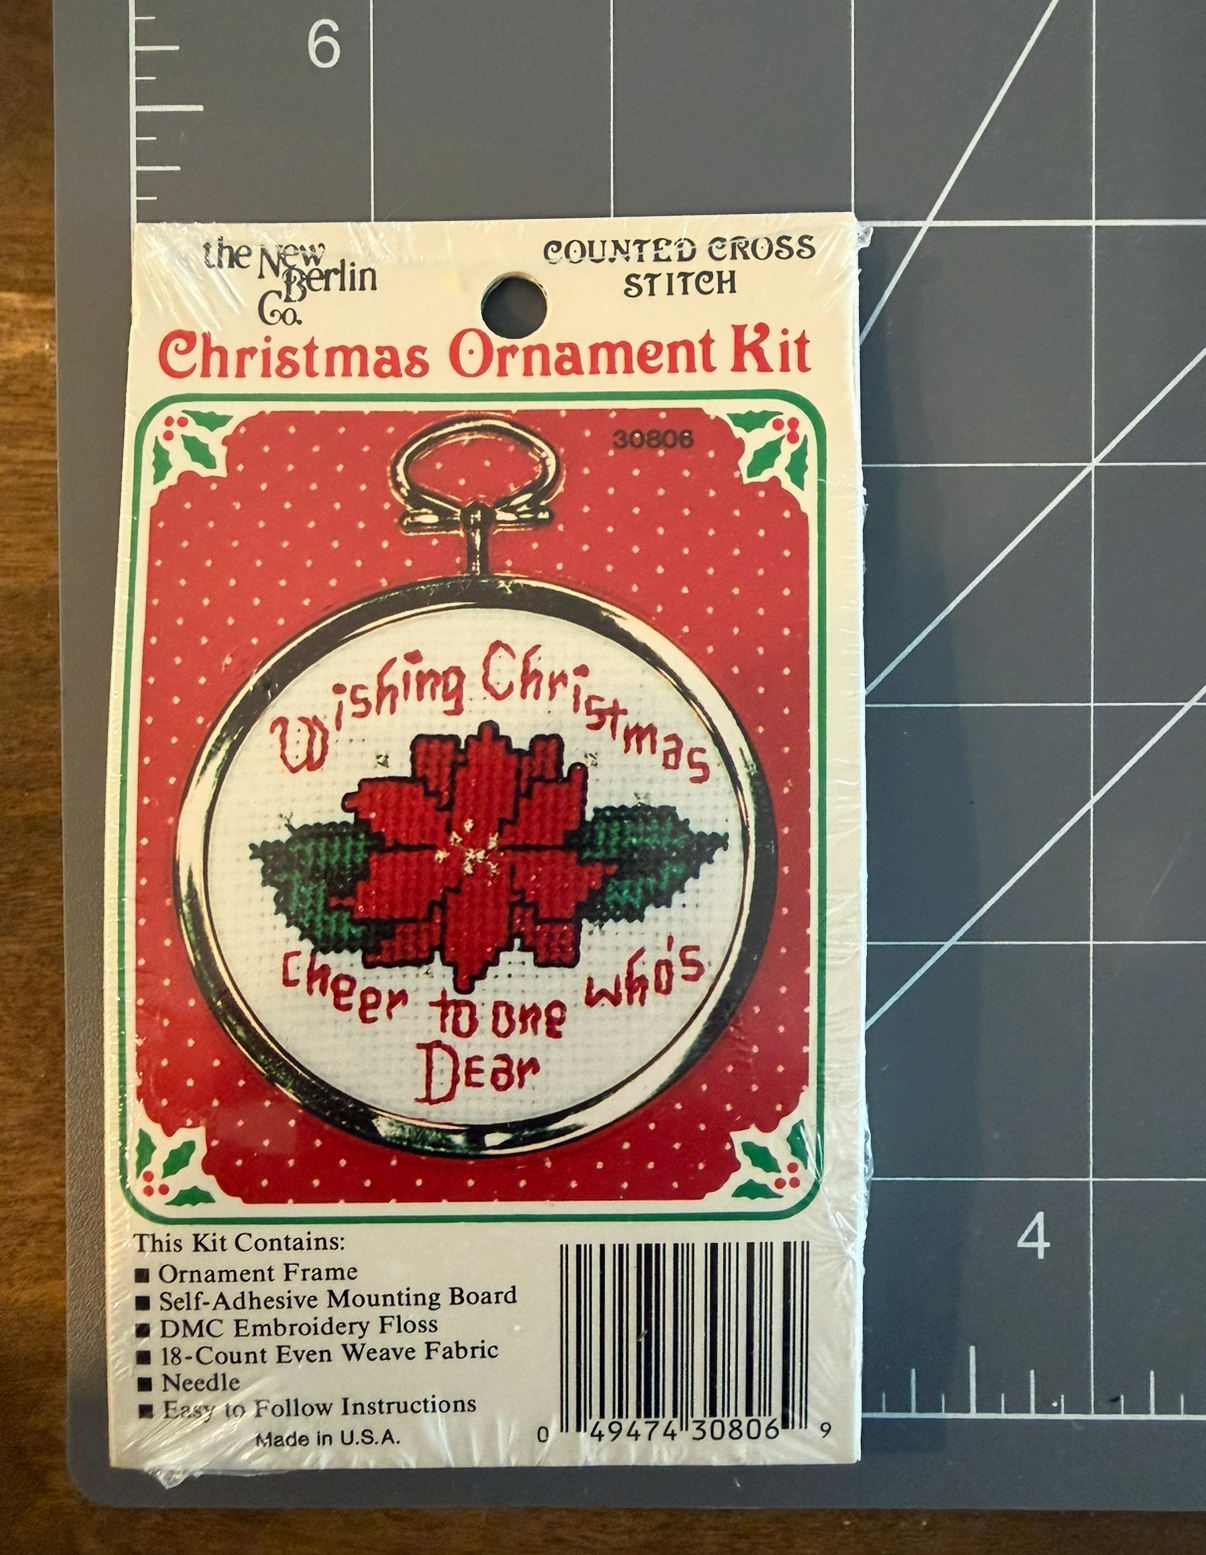 6
the New
Berlin
Co.
COUNTED CROSS
STITCH
Christmas Ornament Kit
30806
Wishing Christmas
cheer to one who's
Dear
This Kit Contains:
■ Ornament Frame
■ Self-Adhesive Mounting Board
■ DMC Embroidery Floss
■ 18-Count Even Weave Fabric
■ Needle
■ Easy to Follow Instructions
Made in U.S.A.
0 49474 30806 9
4